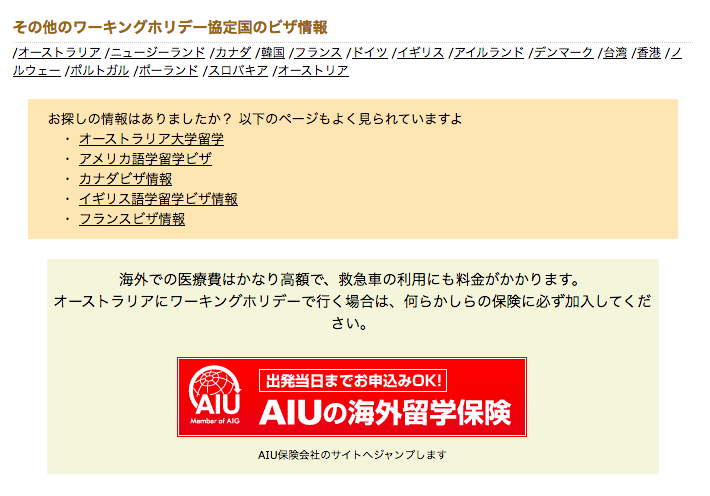 その他のワーキングホリデー協定国のビザ情報
/オーストラリア /ニュージーランド /カナダ /韓国 /フランス /ドイツ /イギリス /アイルランド /デンマーク /台湾 /香港 /ノ
ルウェー /ポルトガル /ポーランド /スロバキア /オーストリア
お探しの情報はありましたか？ 以下のページもよく見られていますよ
・ オーストラリア大学留学
・ アメリカ語学留学ビザ
・ カナダビザ情報
・ イギリス語学留学ビザ情報
・ フランスビザ情報
海外での医療費はかなり高額で、救急車の利用にも料金がかかります。
オーストラリアにワーキングホリデーで行く場合は、何らかしらの保険に必ず加入してくだ
さい。
出発当日までお申込みOK!
AIU
Member of AIG
AIUの海外留学保険
AIU保険会社のサイトへジャンプします